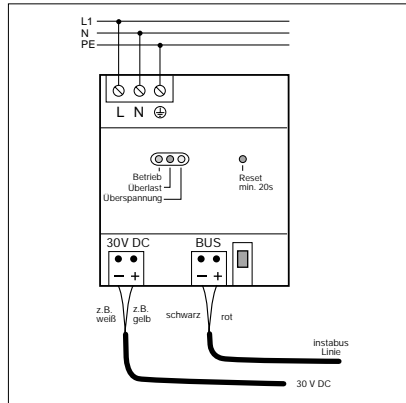 L1
N
PE
L N
Betrieb
Überlast
Überspannung
Reset
min. 20s
30V DC
BUS
– +
– +
z.B.
weiß
z.B.
gelb
schwarz
rot
instabus
Linie
30 V DC